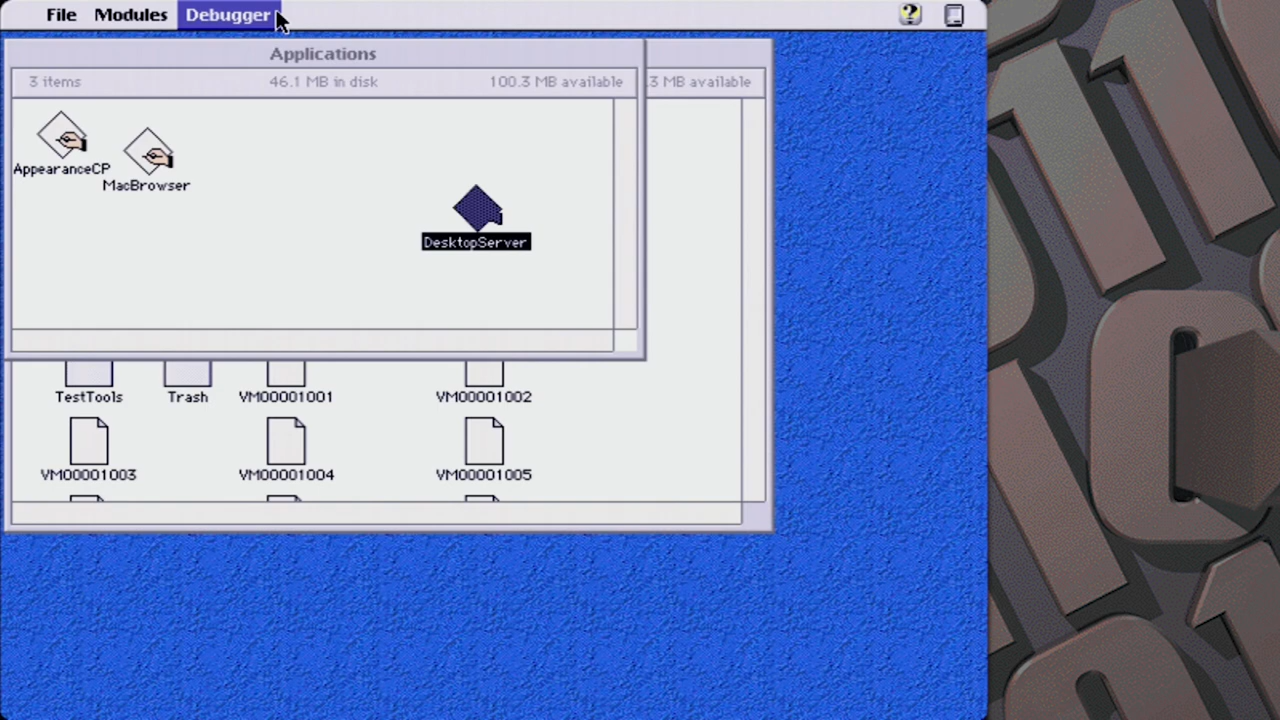 File Modules Debugger
Applications
3 items 46.1 MB in disk 100.3 MB available .3 MB available
AppearanceCP
MacBrowser
DesktopServer
TestTools Trash VM00001001 VM00001002
VM00001003 VM00001004 VM00001005